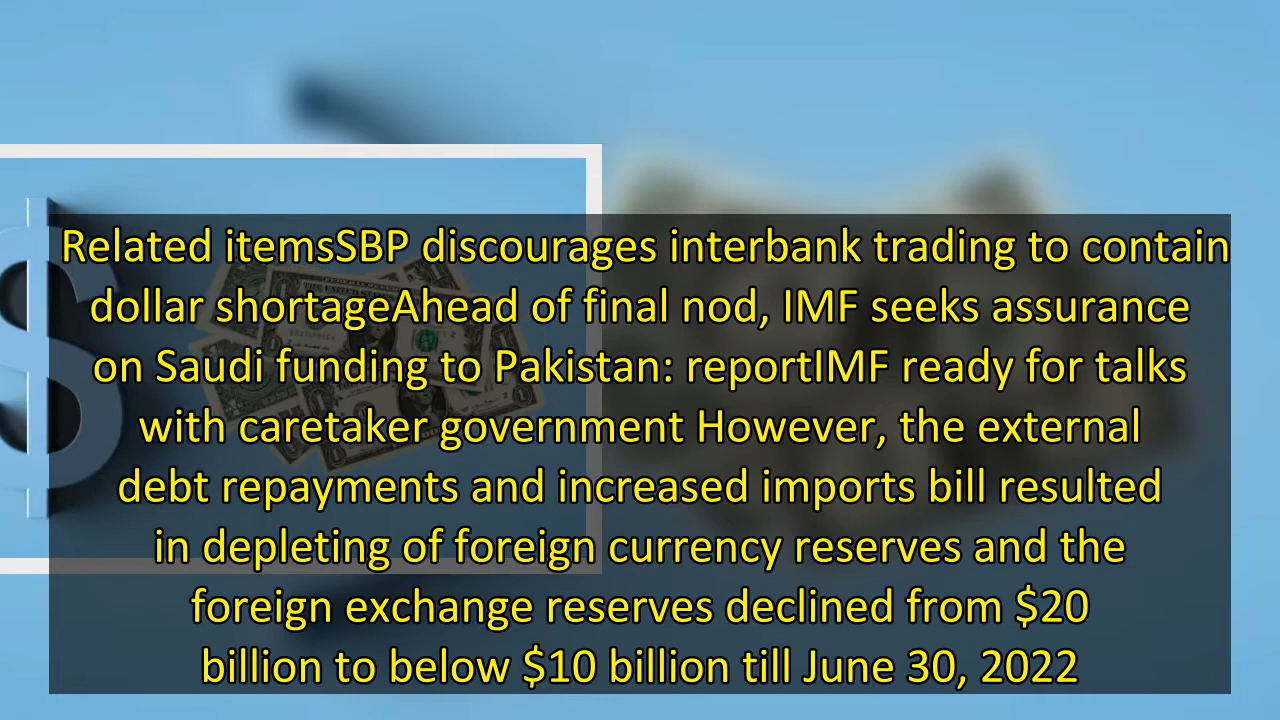 Related itemsSBP discourages interbank trading to contain
dollar shortageAhead of final nod, IMF seeks assurance
on Saudi funding to Pakistan: reportIMF ready for talks
with caretaker government However, the external
debt repayments and increased imports bill resulted
in depleting of foreign currency reserves and the
foreign exchange reserves declined from $20
billion to below $10 billion till June 30, 2022